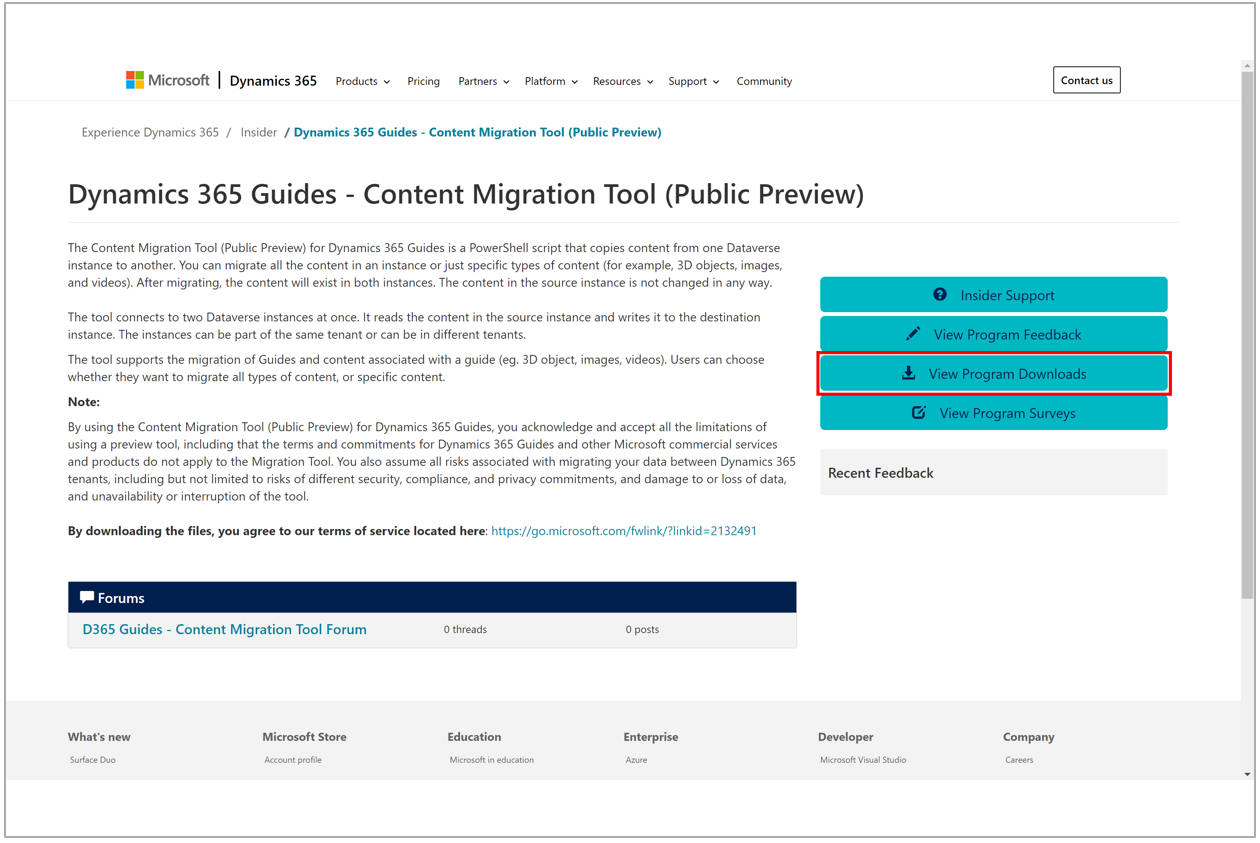 Microsoft | Dynamics 365 Products Pricing Partners Platform Resources Support Community Contact us
Experience Dynamics 365 / Insider / Dynamics 365 Guides - Content Migration Tool (Public Preview)
Dynamics 365 Guides - Content Migration Tool (Public Preview)
The Content Migration Tool (Public Preview) for Dynamics 365 Guides is a PowerShell script that copies content from one Dataverse
instance to another. You can migrate all the content in an instance or just specific types of content (for example, 3D objects, images,
and videos). After migrating, the content will exist in both instances. The content in the source instance is not changed in any way.
The tool connects to two Dataverse instances at once. It reads the content in the source instance and writes it to the destination
instance. The instances can be part of the same tenant or can be in different tenants.
The tool supports the migration of Guides and content associated with a guide (eg. 3D object, images, videos). Users can choose
whether they want to migrate all types of content, or specific content.
Note:
By using the Content Migration Tool (Public Preview) for Dynamics 365 Guides, you acknowledge and accept all the limitations of
using a preview tool, including that the terms and commitments for Dynamics 365 Guides and other Microsoft commercial services
and products do not apply to the Migration Tool. You also assume all risks associated with migrating your data between Dynamics 365
tenants, including but not limited to risks of different security, compliance, and privacy commitments, and damage to or loss of data,
and unavailability or interruption of the tool.
By downloading the files, you agree to our terms of service located here: https://go.microsoft.com/fwlink/?linkid=2132491
Insider Support
View Program Feedback
View Program Downloads
View Program Surveys
Recent Feedback
Forums
D365 Guides - Content Migration Tool Forum 0 threads 0 posts
What's new Microsoft Store Education Enterprise Developer Company
Surface Duo Account profile Microsoft in education Azure Microsoft Visual Studio Careers